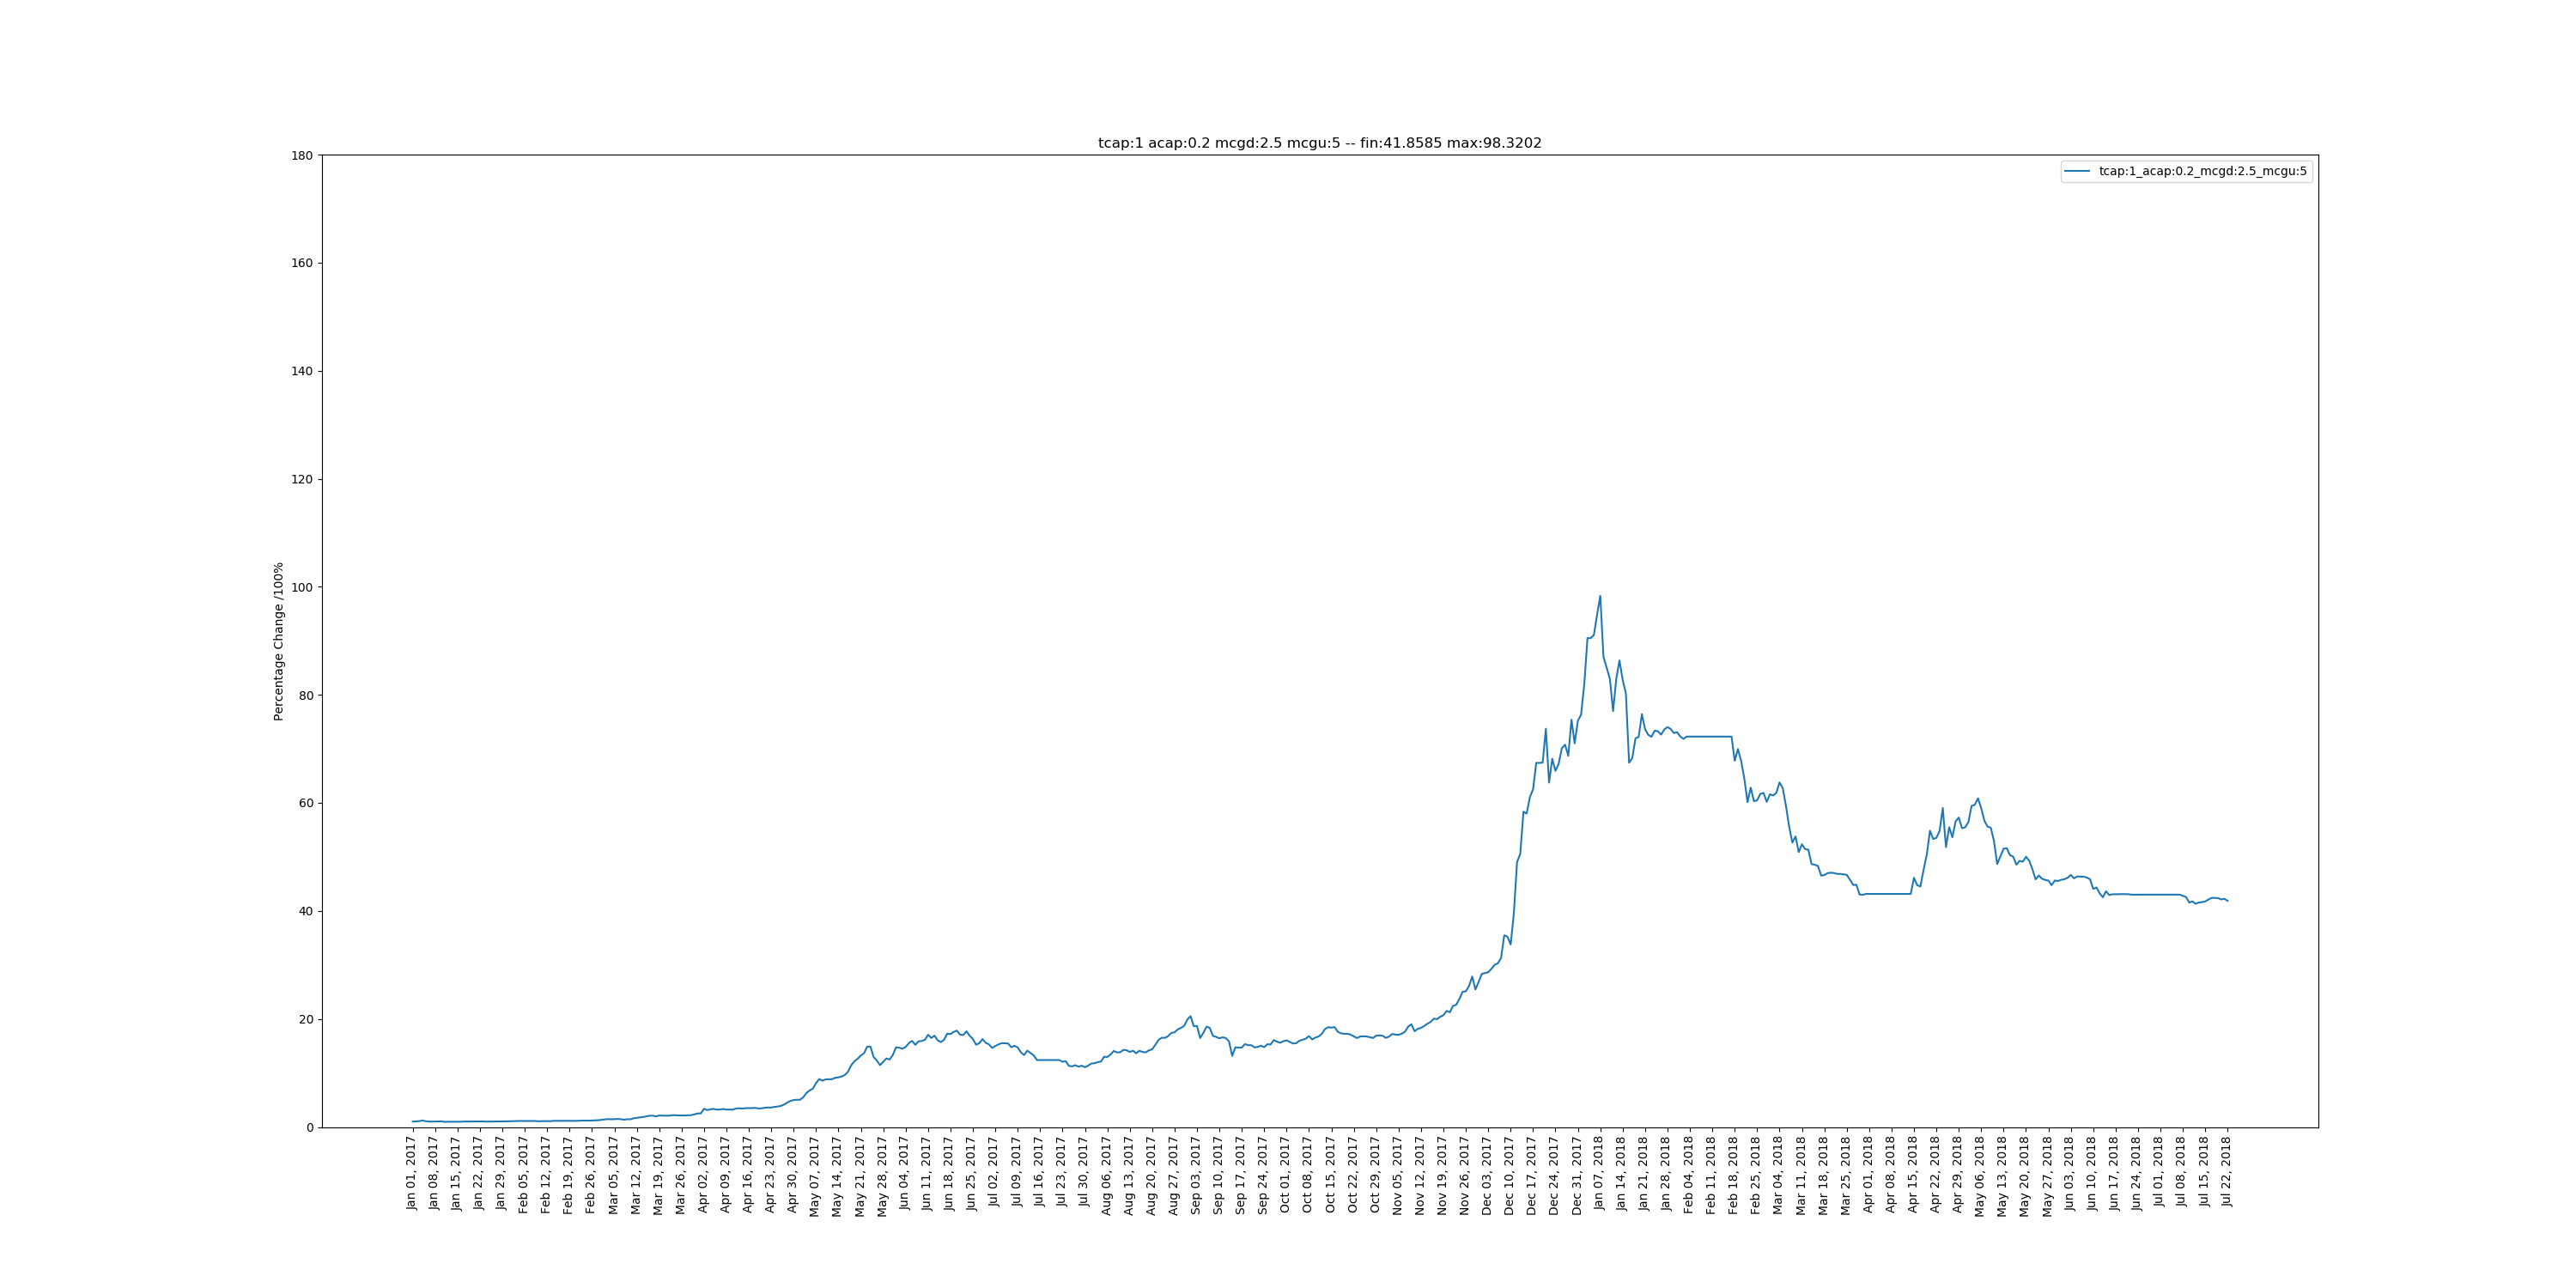 tcap:1 acap:0.2 mcgd:2.5 mcgu:5 -- fin:41.8585 max:98.3202
tcap:1_acap:0.2_mcgd:2.5_mcgu:5
Percentage Change /100%
180
160
140
120
100
80
60
40
20
0
Jan 01, 2017
Jan 08, 2017
Jan 15, 2017
Jan 22, 2017
Jan 29, 2017
Feb 05, 2017
Feb 12, 2017
Feb 19, 2017
Feb 26, 2017
Mar 05, 2017
Mar 12, 2017
Mar 19, 2017
Mar 26, 2017
Apr 02, 2017
Apr 09, 2017
Apr 16, 2017
Apr 23, 2017
Apr 30, 2017
May 07, 2017
May 14, 2017
May 21, 2017
May 28, 2017
Jun 04, 2017
Jun 11, 2017
Jun 18, 2017
Jun 25, 2017
Jul 02, 2017
Jul 09, 2017
Jul 16, 2017
Jul 23, 2017
Jul 30, 2017
Aug 06, 2017
Aug 13, 2017
Aug 20, 2017
Aug 27, 2017
Sep 03, 2017
Sep 10, 2017
Sep 17, 2017
Sep 24, 2017
Oct 01, 2017
Oct 08, 2017
Oct 15, 2017
Oct 22, 2017
Oct 29, 2017
Nov 05, 2017
Nov 12, 2017
Nov 19, 2017
Nov 26, 2017
Dec 03, 2017
Dec 10, 2017
Dec 17, 2017
Dec 24, 2017
Dec 31, 2017
Jan 07, 2018
Jan 14, 2018
Jan 21, 2018
Jan 28, 2018
Feb 04, 2018
Feb 11, 2018
Feb 18, 2018
Feb 25, 2018
Mar 04, 2018
Mar 11, 2018
Mar 18, 2018
Mar 25, 2018
Apr 01, 2018
Apr 08, 2018
Apr 15, 2018
Apr 22, 2018
Apr 29, 2018
May 06, 2018
May 13, 2018
May 20, 2018
May 27, 2018
Jun 03, 2018
Jun 10, 2018
Jun 17, 2018
Jun 24, 2018
Jul 01, 2018
Jul 08, 2018
Jul 15, 2018
Jul 22, 2018